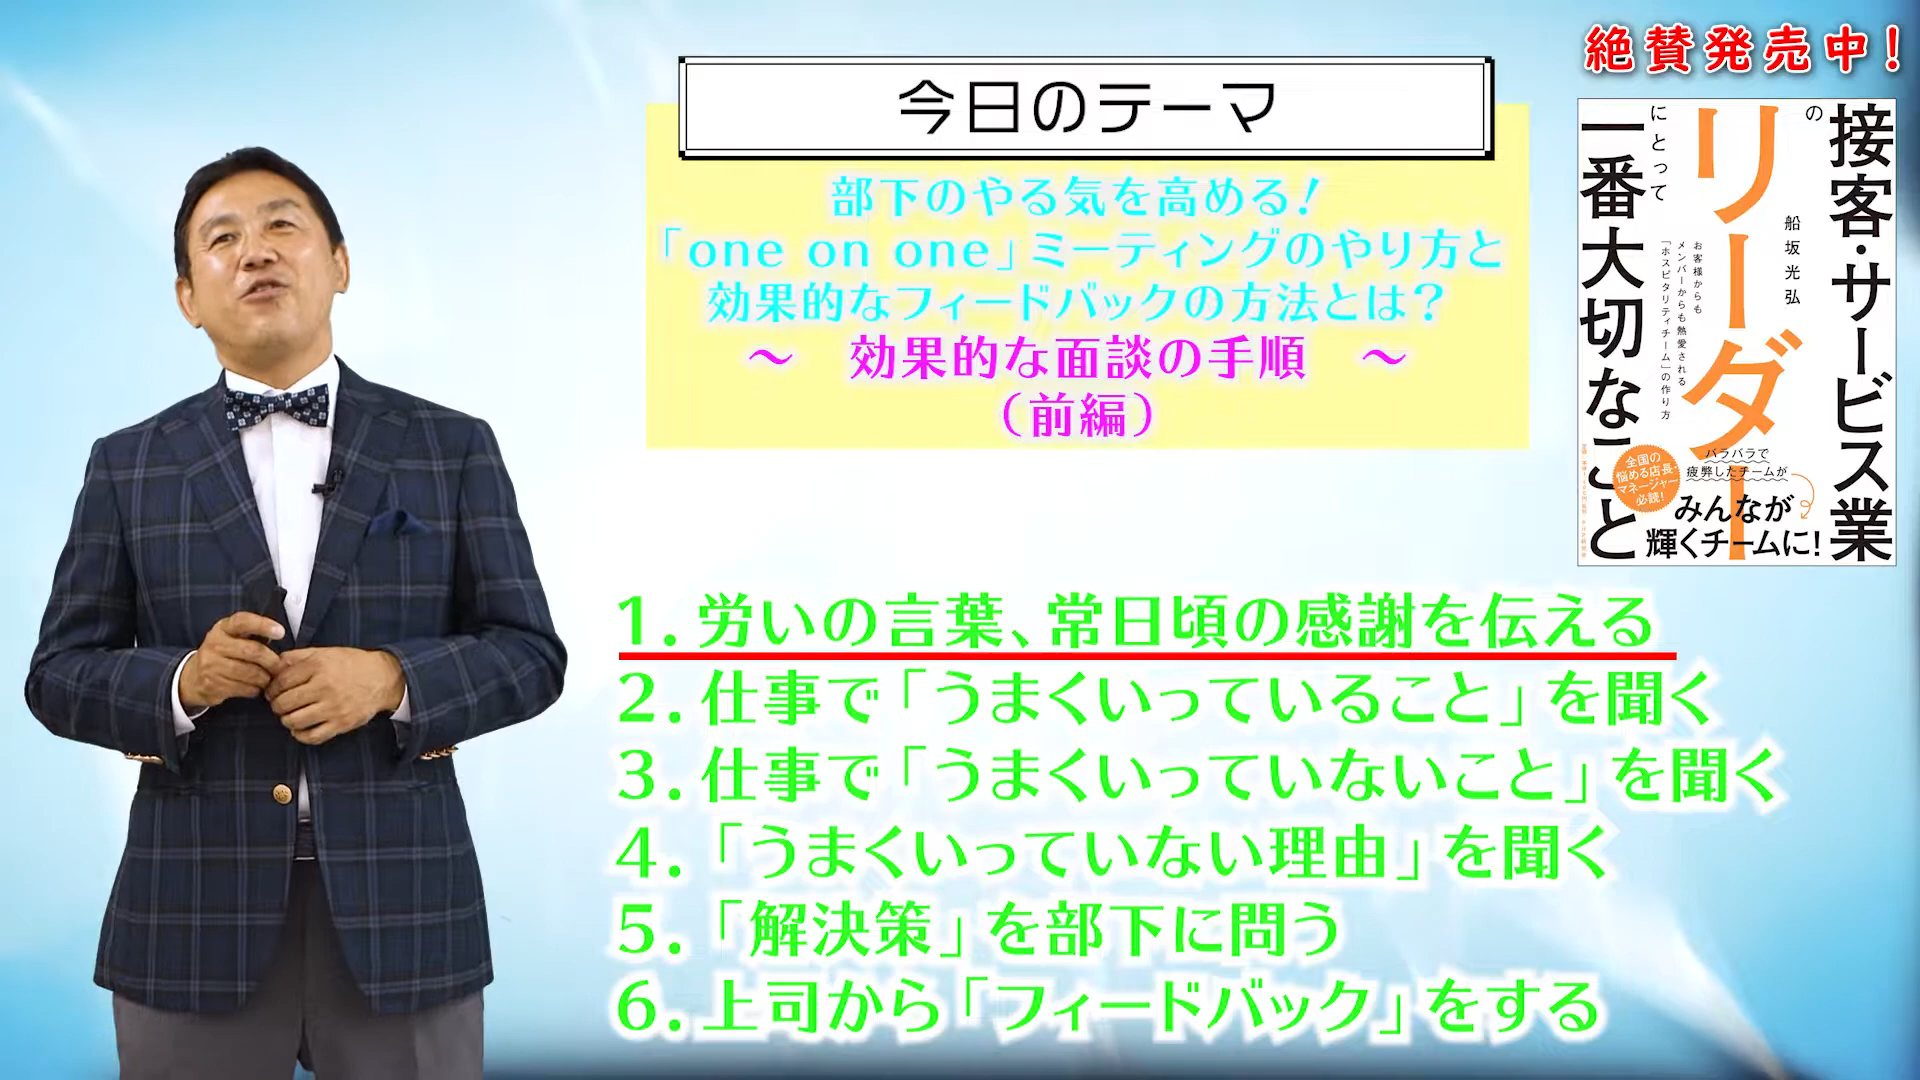 今日のテーマ
部下のやる気を高める！
「one on one」ミーティングのやり方と
効果的なフィードバックの方法とは？
～　効果的な面談の手順　～
（前編）
絶賛発売中！
接客・サービス業
の
リーダー
にとって
一番大切なこと
船坂光弘
お客様からも
メンバーからも熱愛される
「ホスピタリティチーム」の作り方
全国の
悩める店長・
マネージャー
必読！
バラバラで
疲弊したチームが
みんなが
輝くチームに！
1. 労いの言葉、常日頃の感謝を伝える
2. 仕事で「うまくいっていること」を聞く
3. 仕事で「うまくいっていないこと」を聞く
4. 「うまくいっていない理由」を聞く
5. 「解決策」を部下に問う
6. 上司から「フィードバック」をする